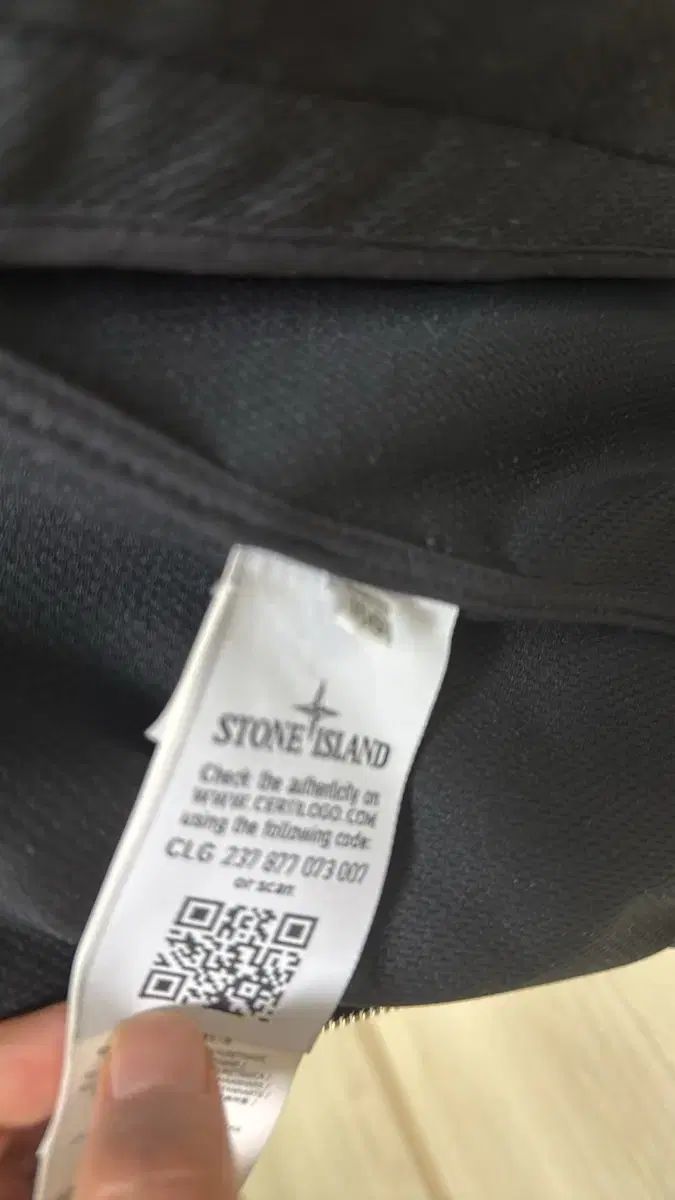 STONE ISLAND
Check the authenticity on
WWW.CERTILOGO.COM
using the following code:
CLG 237 877 073 007
or scan